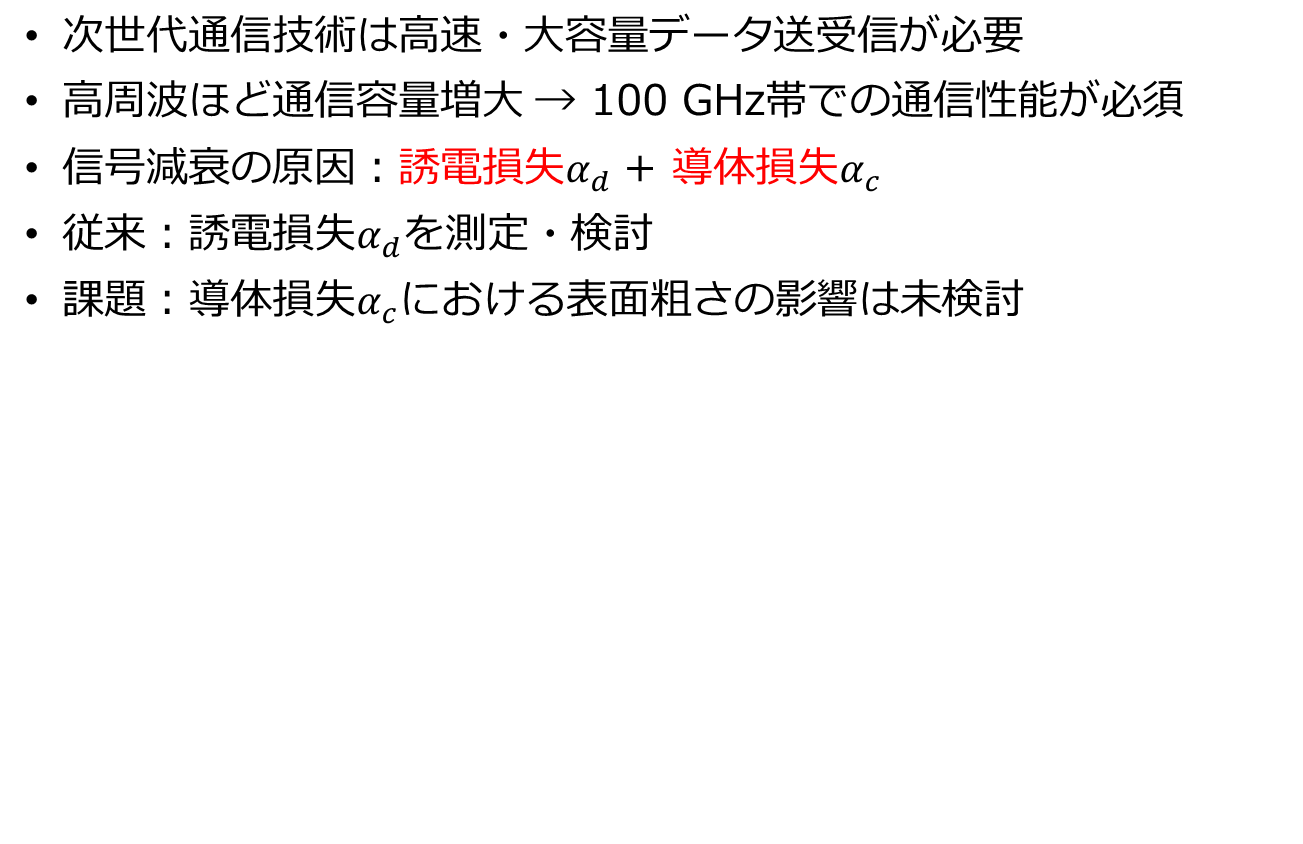 • 次世代通信技術は高速・大容量データ送受信が必要
• 高周波ほど通信容量増大 → 100 GHz帯での通信性能が必須
• 信号減衰の原因：誘電損失α_d + 導体損失α_c
• 従来：誘電損失α_dを測定・検討
• 課題：導体損失α_cにおける表面粗さの影響は未検討